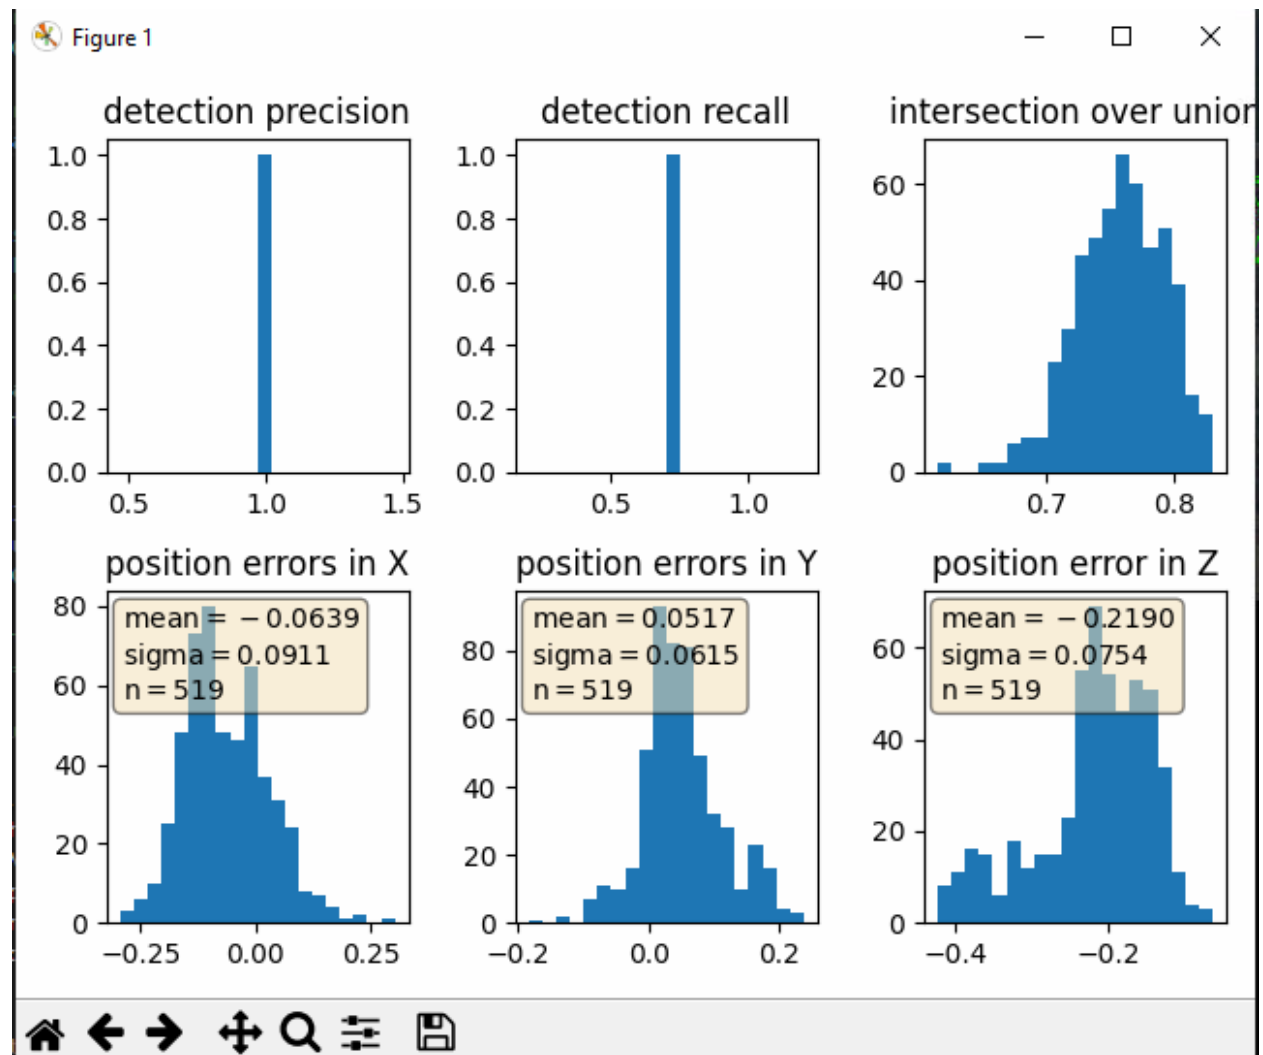 Figure 1
detection precision
1.0
0.8
0.6
0.4
0.2
0.0
0.5 1.0 1.5
detection recall
1.0
0.8
0.6
0.4
0.2
0.0
0.5 1.0
intersection over union
60
40
20
0
0.7 0.8
position errors in X
mean = −0.0639
sigma = 0.0911
n = 519
80
60
40
20
0
−0.25 0.00 0.25
position errors in Y
mean = 0.0517
sigma = 0.0615
n = 519
80
60
40
20
0
−0.2 0.0 0.2
position error in Z
mean = −0.2190
sigma = 0.0754
n = 519
60
40
20
0
−0.4 −0.2